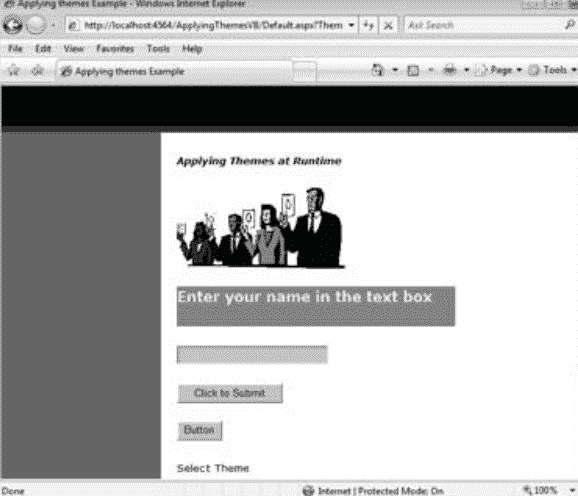 Applying themes Example - Windows Internet Explorer
http://localhost:4564/ApplyingThemesVB/Default.aspx?Them
Ask Search
File Edit View Favorites Tools Help
Applying themes Example
Page Tools
Applying Themes at Runtime
Enter your name in the text box
Click to Submit
Button
Select Theme
Done
Internet | Protected Mode: On
100%